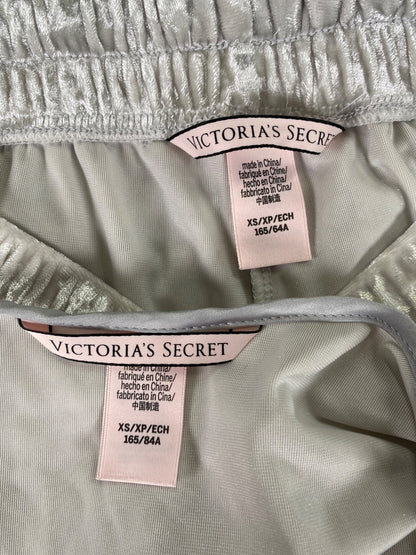 VICTORIA'S SECRET
made in China/
fabriqué en Chine/
hecho en China/
fabbricato in Cina/
中国制造
XS/XP/ECH
165/64A
VICTORIA'S SECRET
made in China/
fabriqué en Chine/
hecho en China/
fabbricato in Cina/
中国制造
XS/XP/ECH
165/84A